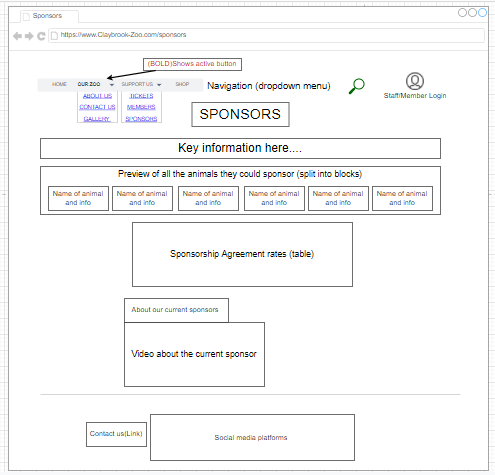 Sponsors
https://www.Claybrook-Zoo.com/sponsors
(BOLD)Shows active button
HOME OUR ZOO SUPPORT US SHOP Navigation (dropdown menu)
ABOUT US TICKETS
CONTACT US MEMBERS
GALLERY SPONSORS
Staff/Member Login
SPONSORS
Key information here....
Preview of all the animals they could sponsor (split into blocks)
Name of animal Name of animal Name of animal Name of animal Name of animal Name of animal
and info and info and info and info and info and info
Sponsorship Agreement rates (table)
About our current sponsors
Video about the current sponsor
Contact us(Link)
Social media platforms